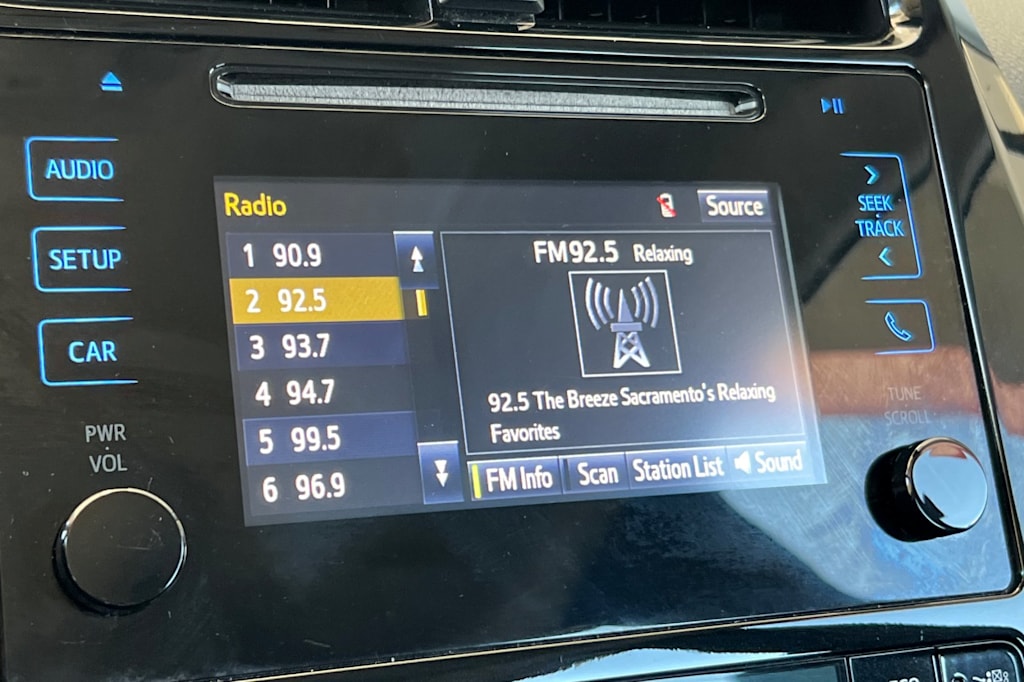 AUDIO
SETUP
CAR
PWR
VOL
Radio
Source
1 90.9
2 92.5
3 93.7
4 94.7
5 99.5
6 96.9
FM92.5 Relaxing
92.5 The Breeze Sacramento's Relaxing
Favorites
FM Info
Scan
Station List
Sound
SEEK
TRACK
TUNE
SCROLL